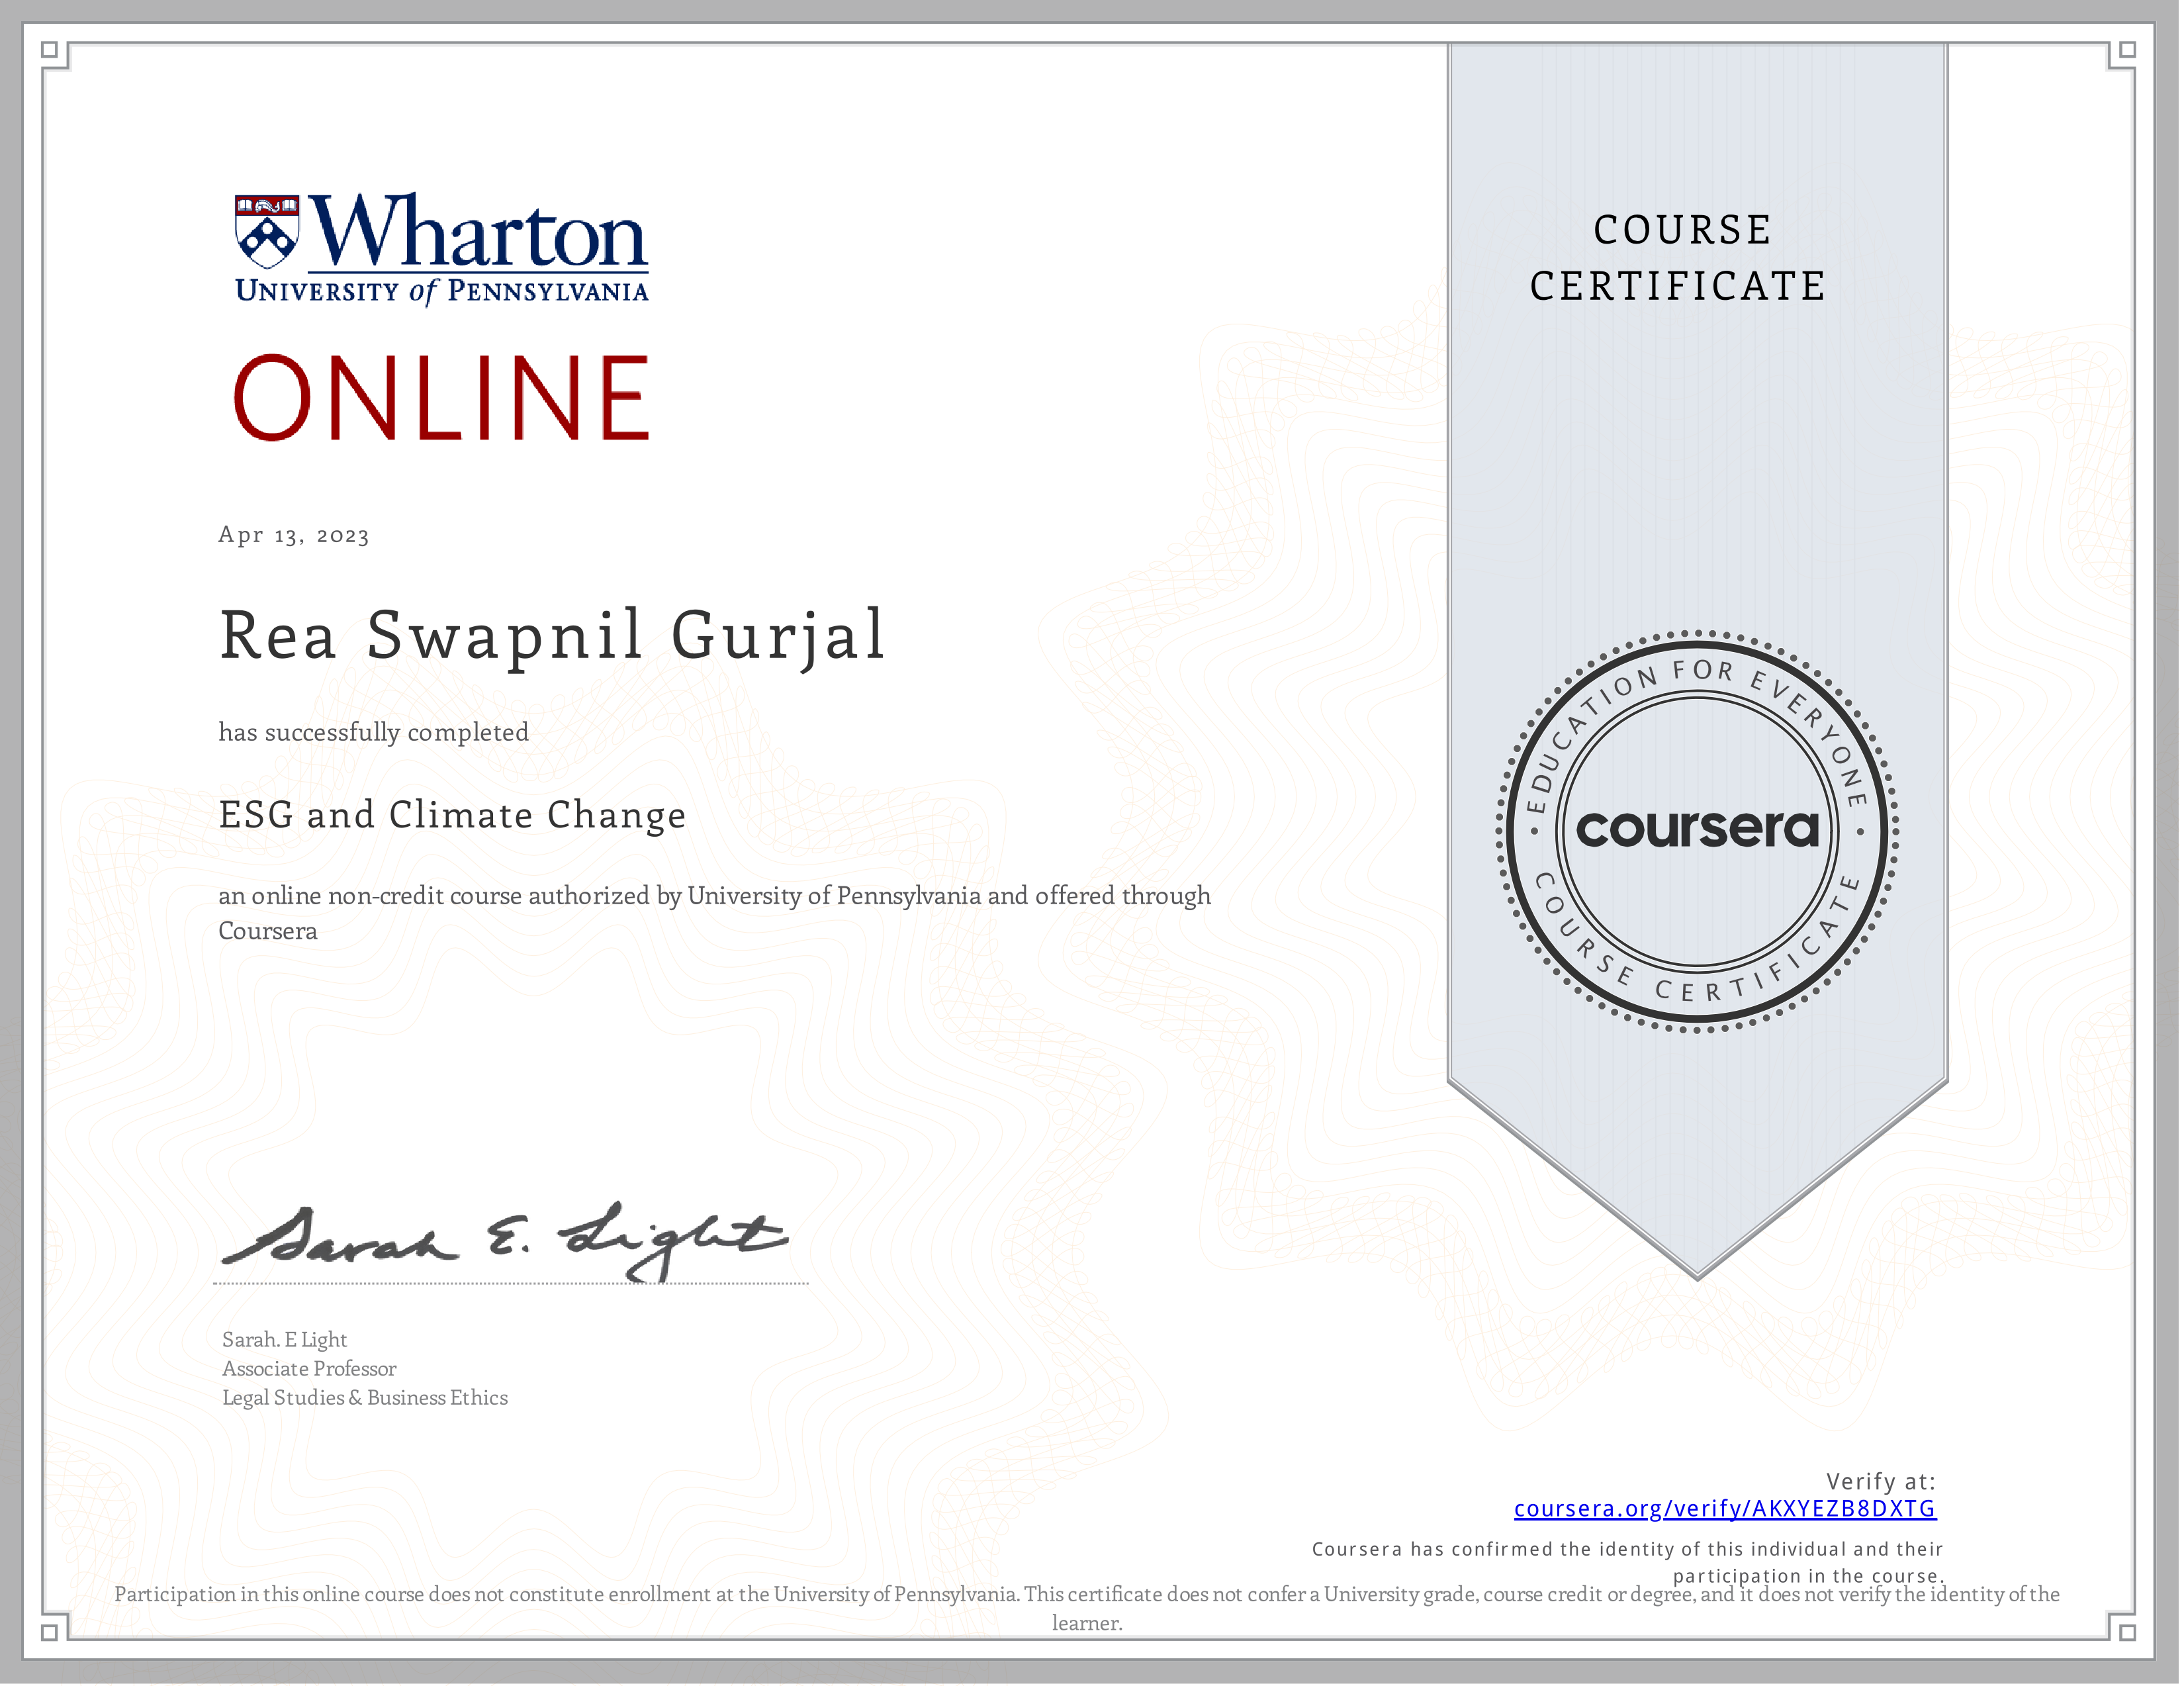 Wharton
UNIVERSITY of PENNSYLVANIA
ONLINE
Apr 13, 2023
Rea Swapnil Gurjal
has successfully completed
ESG and Climate Change
an online non-credit course authorized by University of Pennsylvania and offered through
Coursera
Sarah E. Light
Sarah. E Light
Associate Professor
Legal Studies & Business Ethics
COURSE
CERTIFICATE
EDUCATION FOR EVERYONE
coursera
COURSE CERTIFICATE
Verify at:
coursera.org/verify/AKXYEZB8DXTG
Coursera has confirmed the identity of this individual and their
participation in the course.
Participation in this online course does not constitute enrollment at the University of Pennsylvania. This certificate does not confer a University grade, course credit or degree, and it does not verify the identity of the
learner.